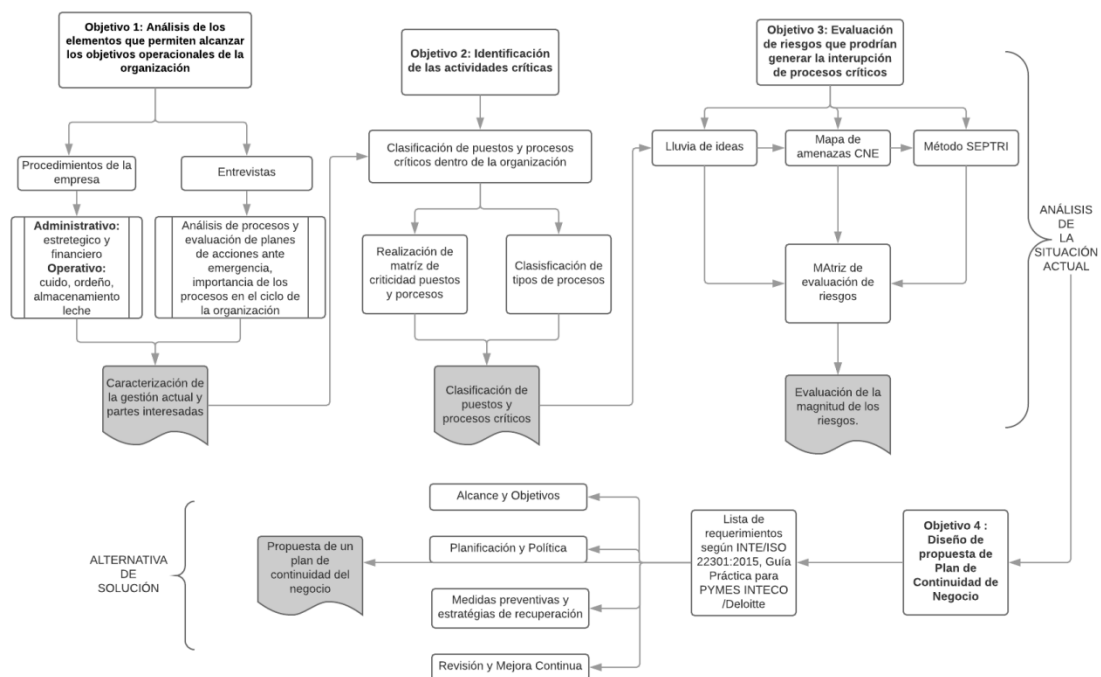 Objetivo 1: Análisis de los
elementos que permiten alcanzar
los objetivos operacionales de la
organización
Procedimientos de la
empresa
Entrevistas
Administrativo:
estretegico y
financiero
Operativo:
cuido, ordeño,
almacenamiento
leche
Análisis de procesos y
evaluación de planes
de acciones ante
emergencia,
importancia de los
procesos en el ciclo de
la organización
Caracterización de
la gestión actual y
partes interesadas
Objetivo 2: Identificación
de las actividades críticas
Clasificación de puestos y procesos
críticos dentro de la organización
Realización de
matríz de
criticidad puestos
y porcesos
Clasisficación de
tipos de procesos
Clasificación de
puestos y
procesos críticos
Objetivo 3: Evaluación
de riesgos que prodrían
generar la interupción
de procesos críticos
Lluvia de ideas
Mapa de
amenazas CNE
Método SEPTRI
MAtriz de
evaluación de
riesgos
Evaluación de la
magnitud de los
riesgos.
ANÁLISIS
DE
LA
SITUACIÓN
ACTUAL
Objetivo 4 :
Diseño de
propuesta de
Plan de
Continuidad de
Negocio
Lista de
requerimientos
según INTE/ISO
22301:2015, Guía
Práctica para
PYMES INTECO
/Deloitte
Alcance y Objetivos
Planificación y Política
Medidas preventivas y
estratégias de recuperación
Revisión y Mejora Continua
Propuesta de un
plan de
continuidad del
negocio
ALTERNATIVA
DE
SOLUCIÓN